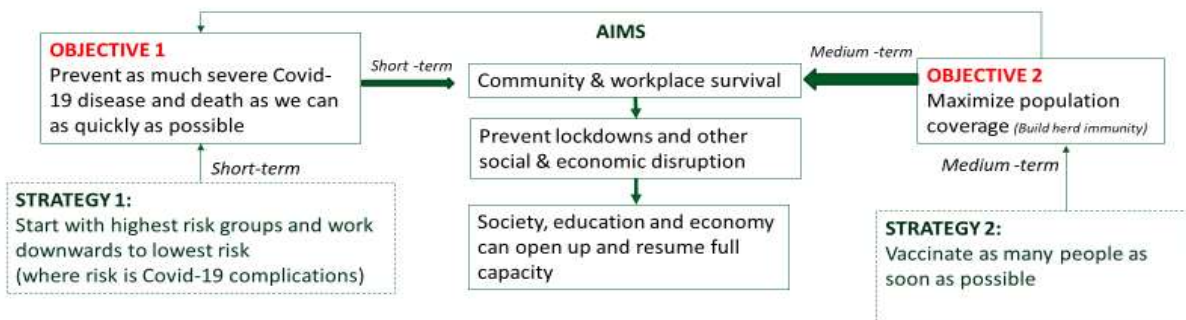 AIMS
OBJECTIVE 1
Prevent as much severe Covid-
19 disease and death as we can
as quickly as possible
Short -term
Community & workplace survival
Medium -term
OBJECTIVE 2
Maximize population
coverage (Build herd immunity)
Prevent lockdowns and other
social & economic disruption
Short-term
Medium -term
STRATEGY 1:
Start with highest risk groups and work
downwards to lowest risk
(where risk is Covid-19 complications)
Society, education and economy
can open up and resume full
capacity
STRATEGY 2:
Vaccinate as many people as
soon as possible